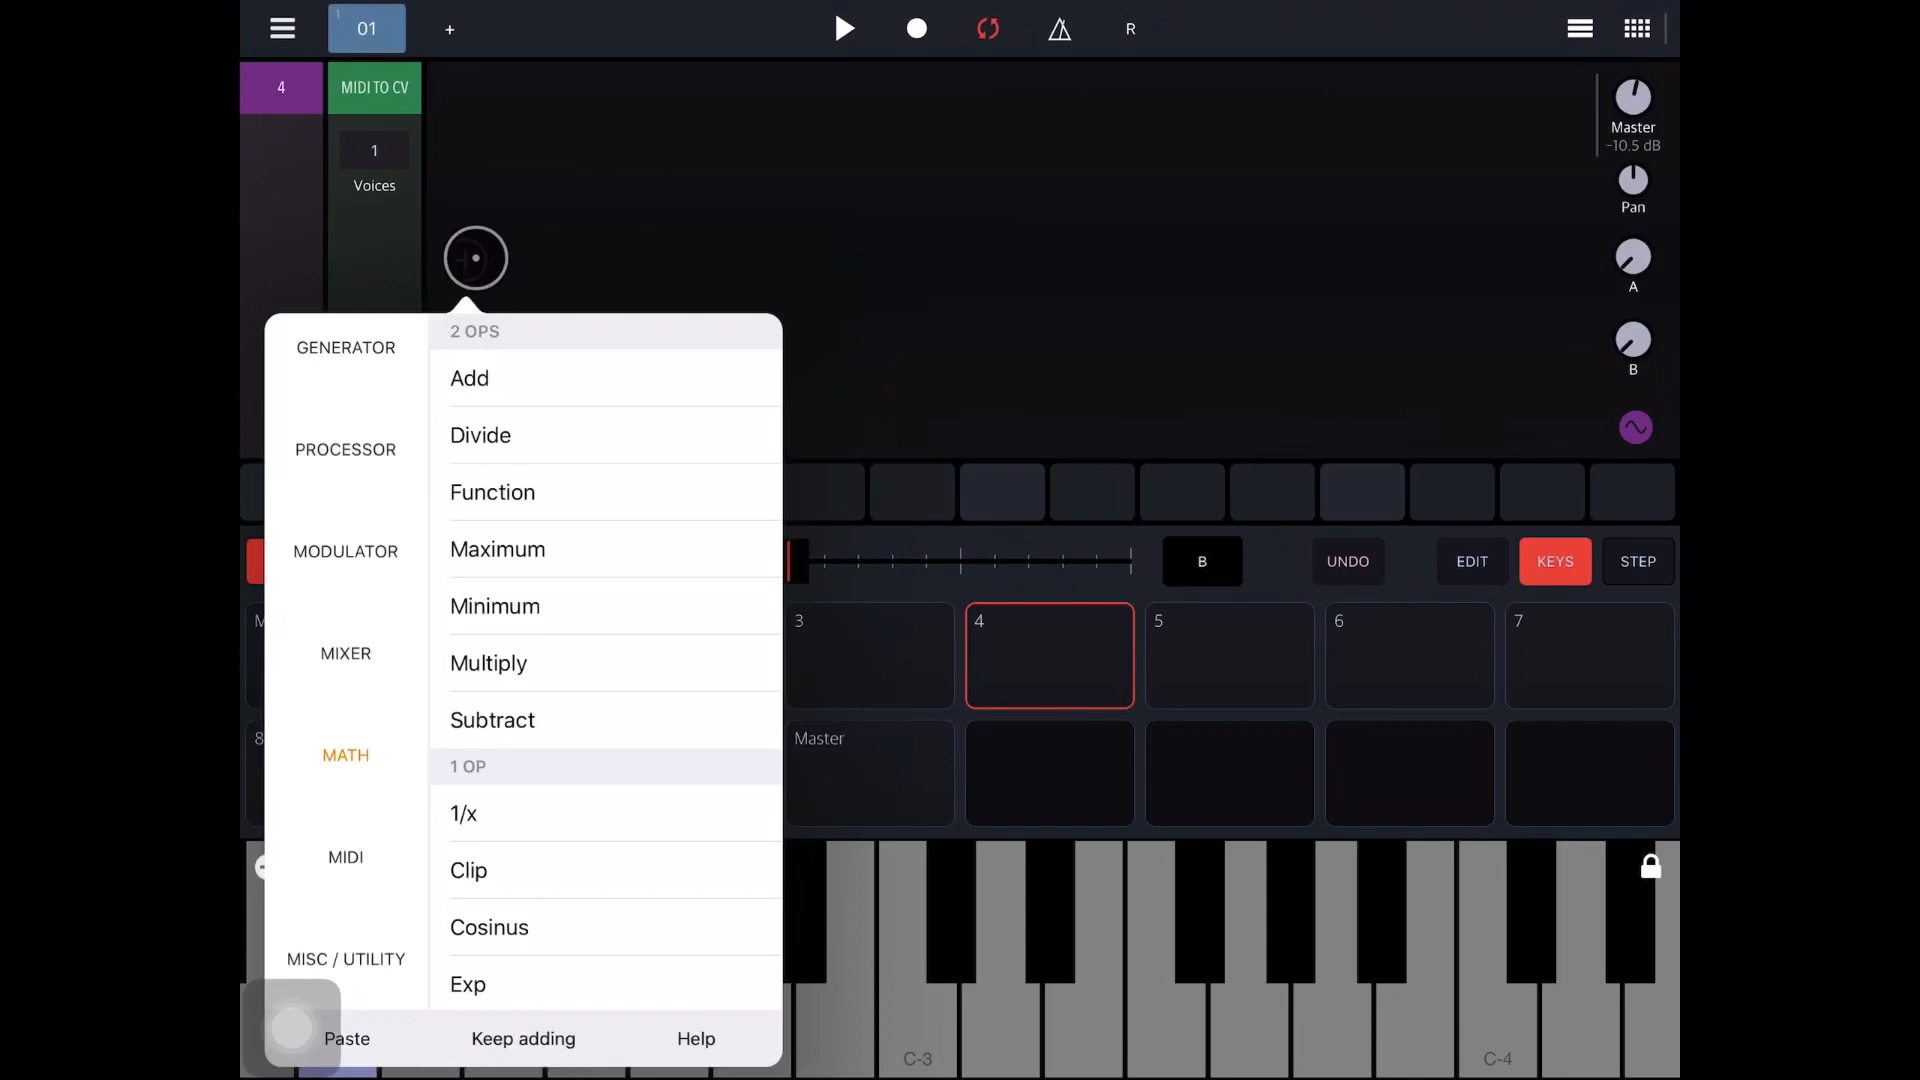 1
01
+
R
4
MIDI TO CV
1
Voices
Master
-10.5 dB
Pan
A
B
GENERATOR
PROCESSOR
MODULATOR
MIXER
MATH
MIDI
MISC / UTILITY
2 OPS
Add
Divide
Function
Maximum
Minimum
Multiply
Subtract
1 OP
1/x
Clip
Cosinus
Exp
Paste
Keep adding
Help
B
UNDO
EDIT
KEYS
STEP
M
3
4
5
6
7
8
Master
C-3
C-4